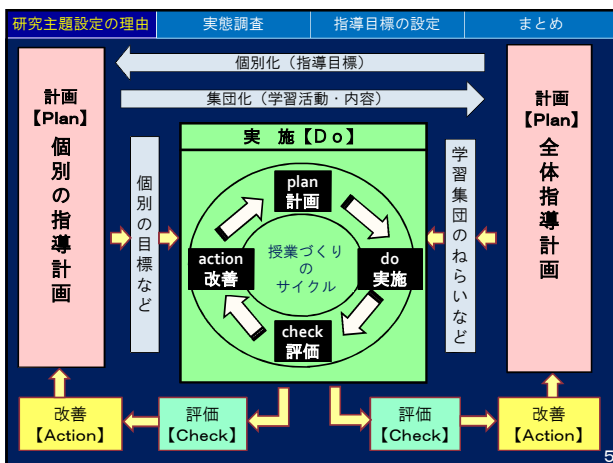 研究主題設定の理由
実態調査
指導目標の設定
まとめ
個別化（指導目標）
集団化（学習活動・内容）
計画
【Plan】
個別の指導計画
個別の目標など
実　施【Ｄｏ】
plan
計画
action
改善
授業づくり
の
サイクル
do
実施
check
評価
学習集団のねらいなど
計画
【Plan】
全体指導計画
改善
【Action】
評価
【Check】
評価
【Check】
改善
【Action】
5